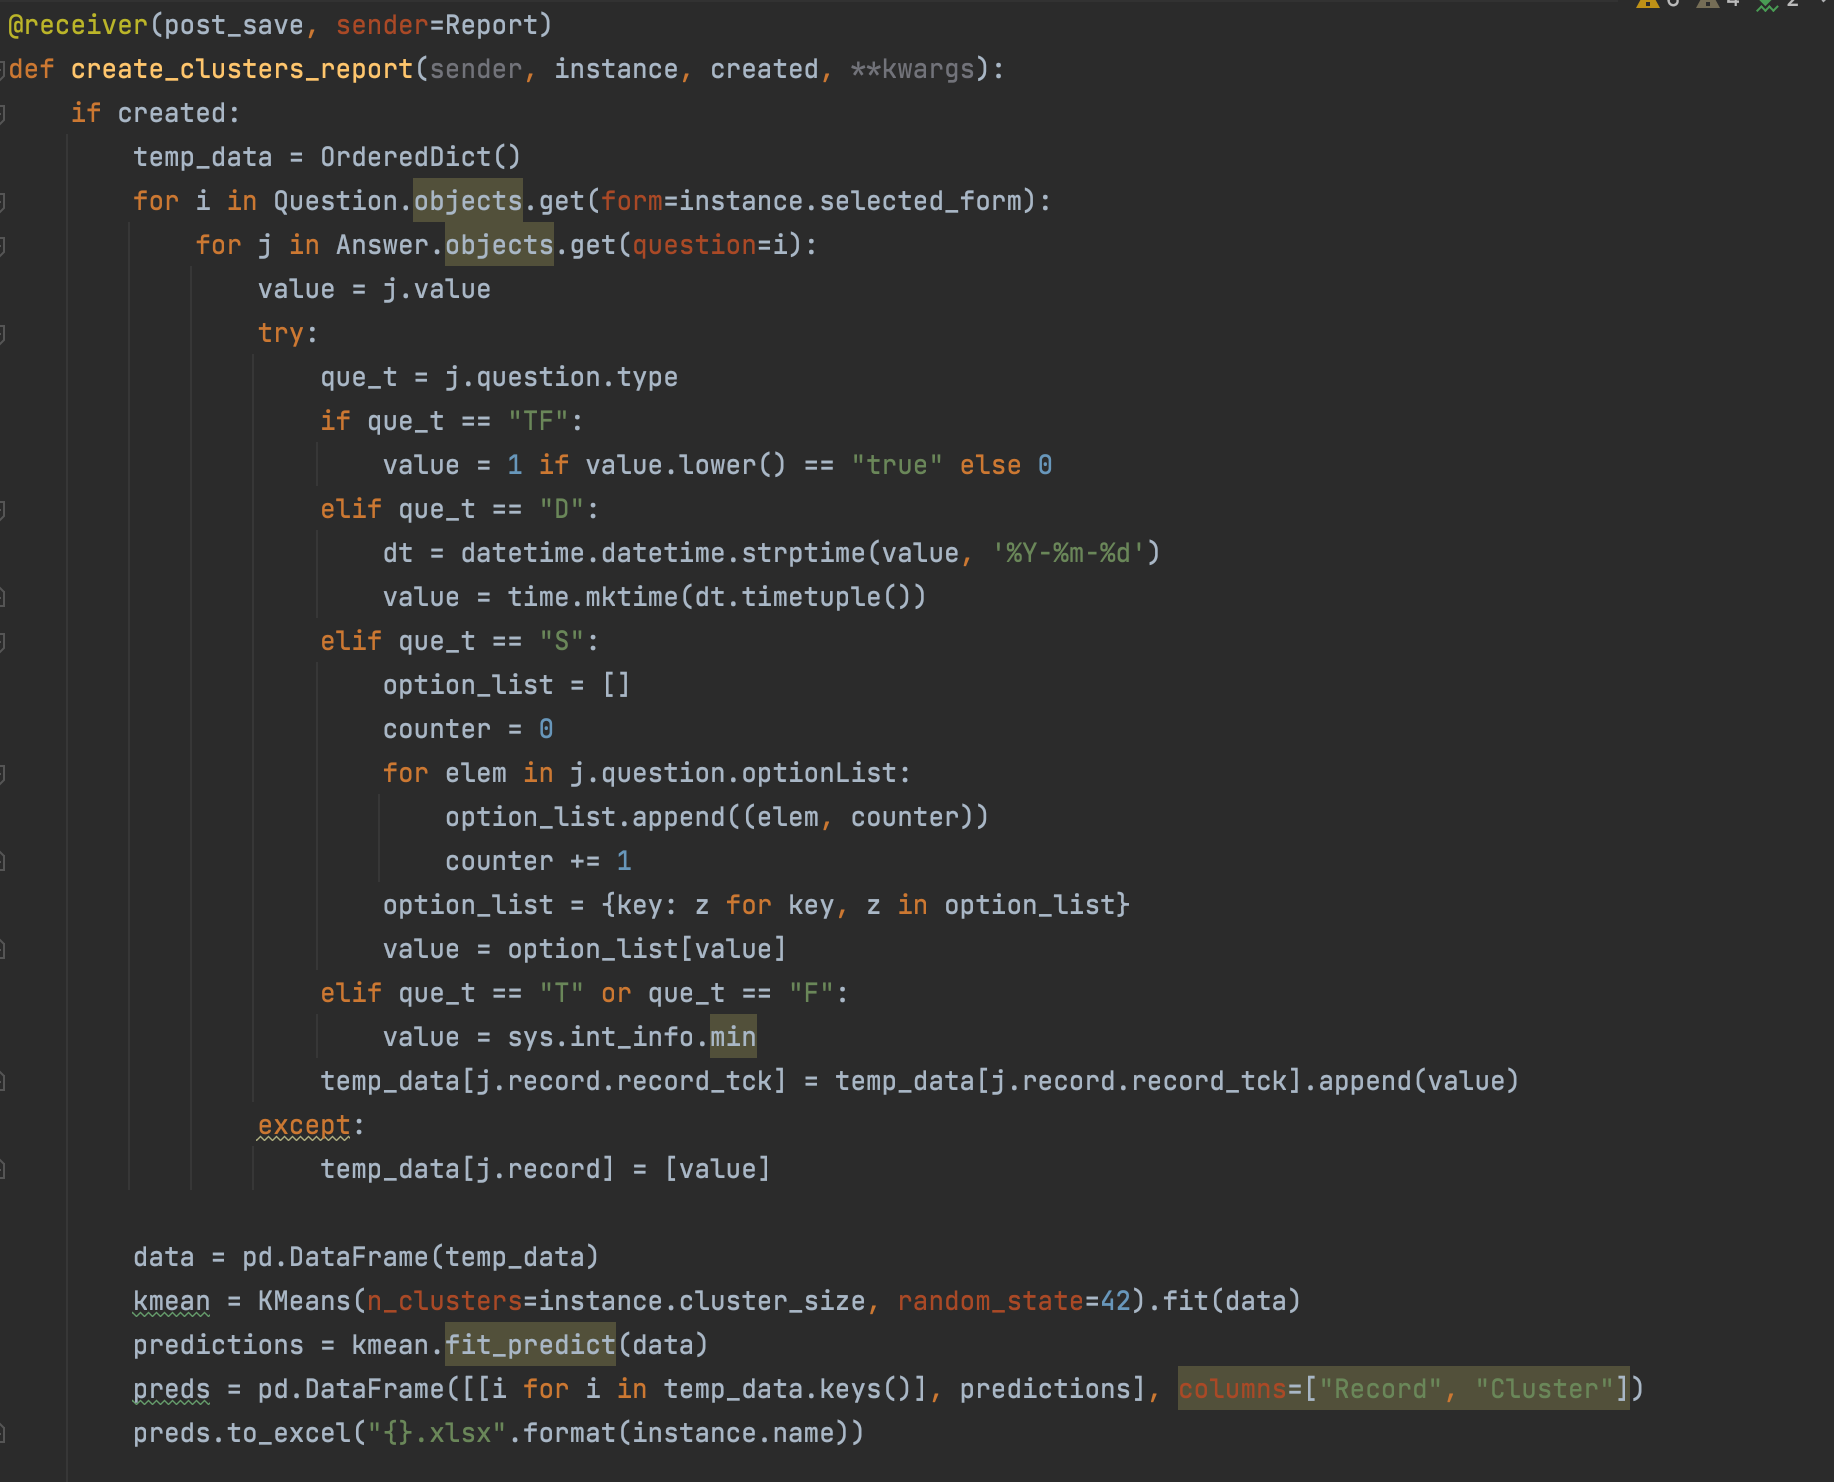 @receiver(post_save, sender=Report)
def create_clusters_report(sender, instance, created, **kwargs):
    if created:
        temp_data = OrderedDict()
        for i in Question.objects.get(form=instance.selected_form):
            for j in Answer.objects.get(question=i):
                value = j.value
                try:
                    que_t = j.question.type
                    if que_t == "TF":
                        value = 1 if value.lower() == "true" else 0
                    elif que_t == "D":
                        dt = datetime.datetime.strptime(value, '%Y-%m-%d')
                        value = time.mktime(dt.timetuple())
                    elif que_t == "S":
                        option_list = []
                        counter = 0
                        for elem in j.question.optionList:
                            option_list.append((elem, counter))
                            counter += 1
                        option_list = {key: z for key, z in option_list}
                        value = option_list[value]
                    elif que_t == "T" or que_t == "F":
                        value = sys.int_info.min
                    temp_data[j.record.record_tck] = temp_data[j.record.record_tck].append(value)
                except:
                    temp_data[j.record] = [value]
        data = pd.DataFrame(temp_data)
        kmean = KMeans(n_clusters=instance.cluster_size, random_state=42).fit(data)
        predictions = kmean.fit_predict(data)
        preds = pd.DataFrame([[i for i in temp_data.keys()], predictions], columns=["Record", "Cluster"])
        preds.to_excel("{}.xlsx".format(instance.name))